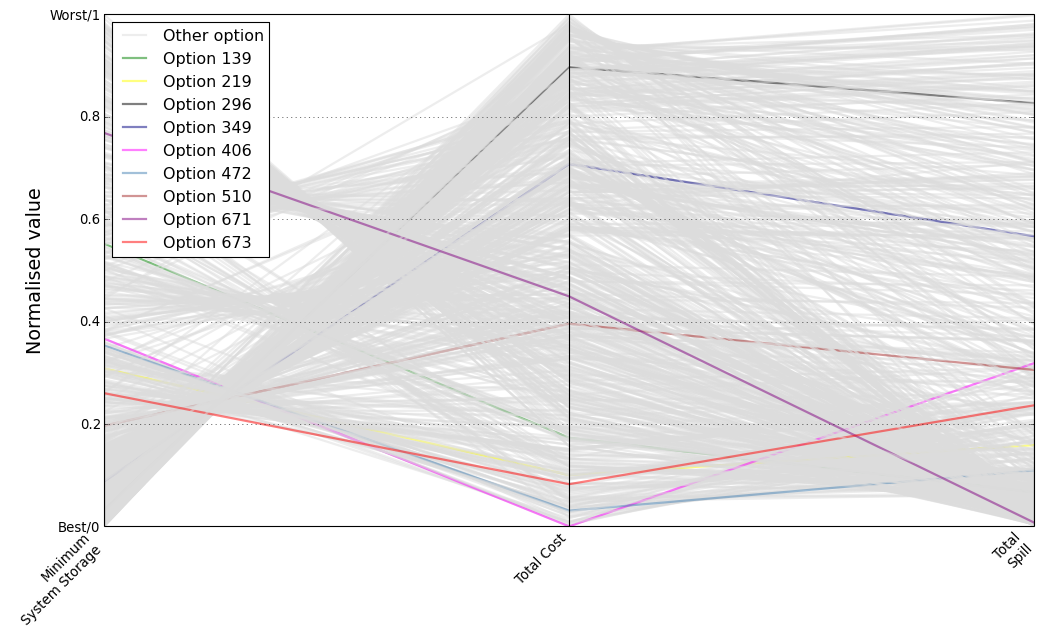 Worst/1
0.8
0.6
0.4
0.2
Best/0
Normalised value
Other option
Option 139
Option 219
Option 296
Option 349
Option 406
Option 472
Option 510
Option 671
Option 673
Minimum
System Storage
Total Cost
Total
Spill